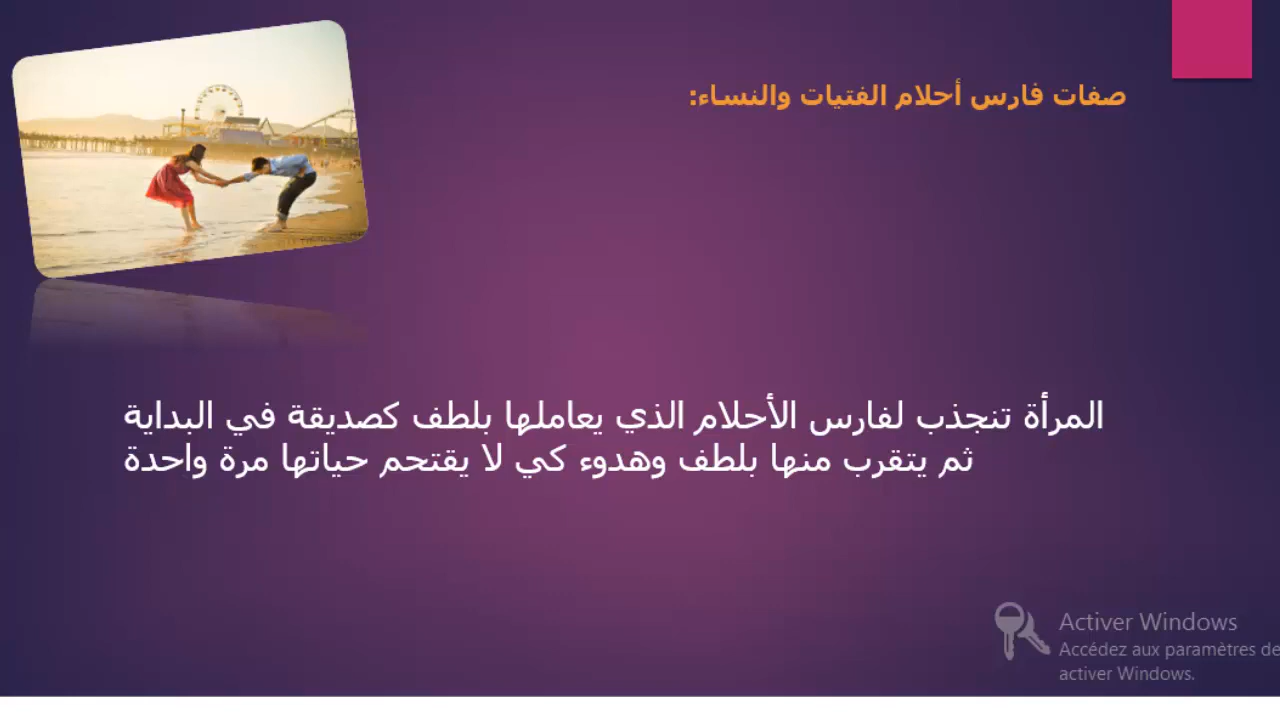 صفات فارس أحلام الفتيات والنساء:
المرأة تنجذب لفارس الأحلام الذي يعاملها بلطف كصديقة في البداية
ثم يتقرب منها بلطف وهدوء كي لا يقتحم حياتها مرة واحدة
Activer Windows
Accédez aux paramètres de
activer Windows.